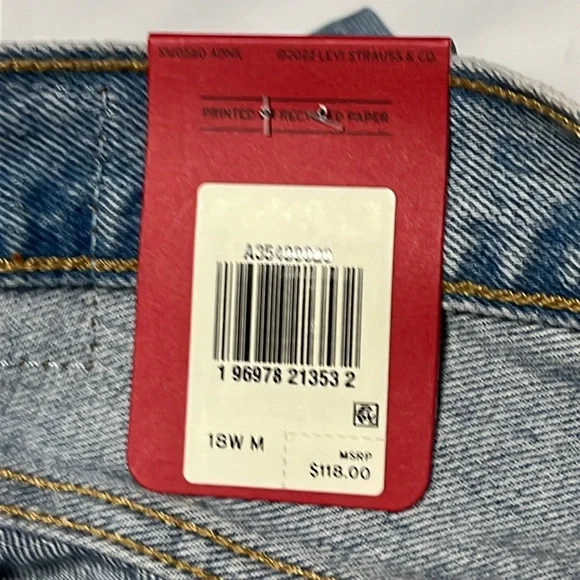 ©2022 LEVI STRAUSS & CO.
PRINTED ON RECYCLED PAPER
1 96978 21353 2
18W M
MSRP
$118.00